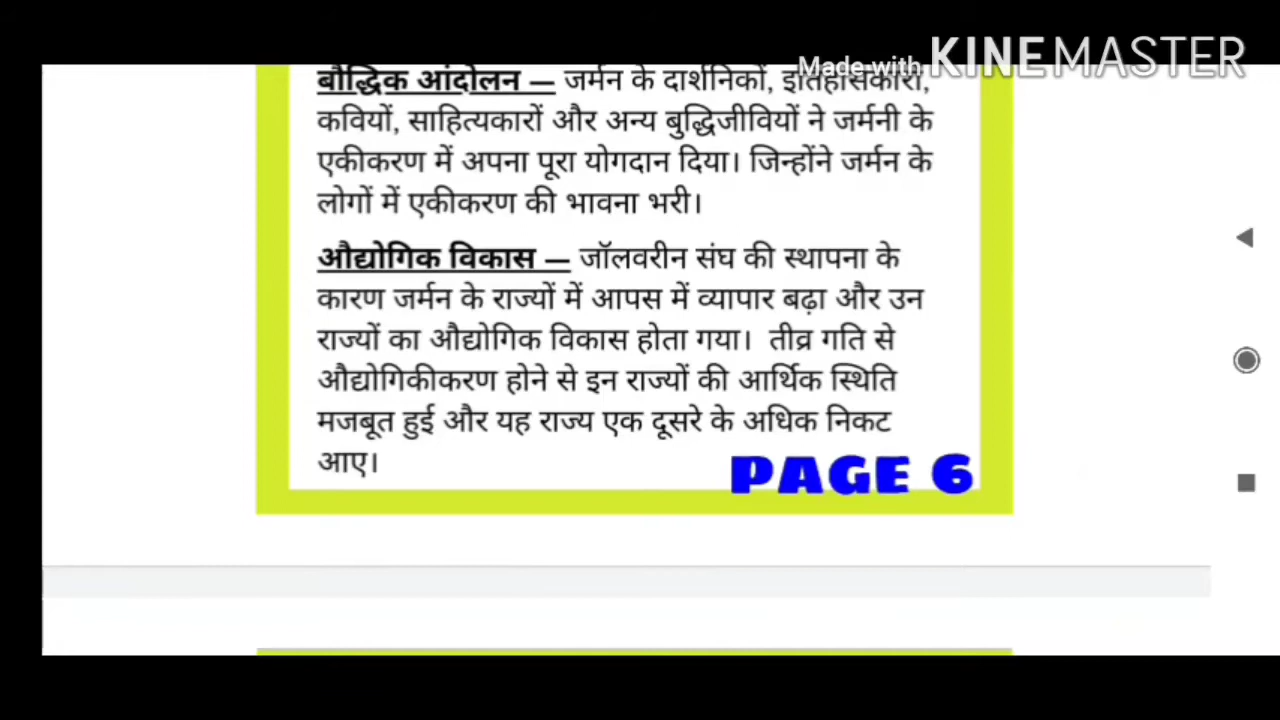 Made with KINEMASTER
बौद्धिक आंदोलन — जर्मन के दार्शनिकों, इतिहासकारों,
कवियों, साहित्यकारों और अन्य बुद्धिजीवियों ने जर्मनी के
एकीकरण में अपना पूरा योगदान दिया। जिन्होंने जर्मन के
लोगों में एकीकरण की भावना भरी।
औद्योगिक विकास — जॉलवरीन संघ की स्थापना के
कारण जर्मन के राज्यों में आपस में व्यापार बढ़ा और उन
राज्यों का औद्योगिक विकास होता गया। तीव्र गति से
औद्योगिकीकरण होने से इन राज्यों की आर्थिक स्थिति
मजबूत हुई और यह राज्य एक दूसरे के अधिक निकट
आए।
PAGE 6